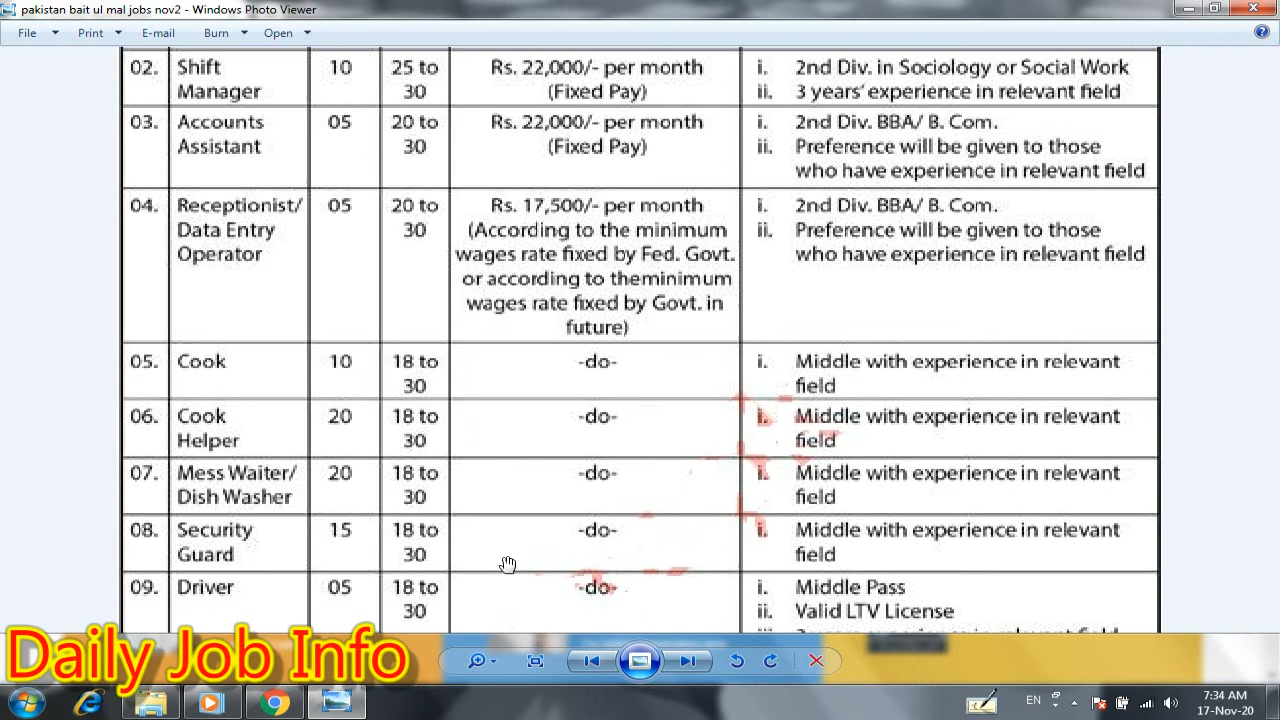 pakistan bait ul mal jobs nov2 - Windows Photo Viewer
File Print E-mail Burn Open
02. Shift 10 25 to Rs. 22,000/- per month i. 2nd Div. in Sociology or Social Work
Manager 30 (Fixed Pay) ii. 3 years' experience in relevant field
03. Accounts 05 20 to Rs. 22,000/- per month i. 2nd Div. BBA/ B. Com.
Assistant 30 (Fixed Pay) ii. Preference will be given to those
who have experience in relevant field
04. Receptionist/ 05 20 to Rs. 17,500/- per month i. 2nd Div. BBA/ B. Com.
Data Entry 30 (According to the minimum ii. Preference will be given to those
Operator wages rate fixed by Fed. Govt. who have experience in relevant field
or according to theminimum
wages rate fixed by Govt. in
future)
05. Cook 10 18 to -do- i. Middle with experience in relevant
30 field
06. Cook 20 18 to -do- i. Middle with experience in relevant
Helper 30 field
07. Mess Waiter/ 20 18 to -do- i. Middle with experience in relevant
Dish Washer 30 field
08. Security 15 18 to -do- i. Middle with experience in relevant
Guard 30 field
09. Driver 05 18 to -do- i. Middle Pass
30 ii. Valid LTV License
Daily Job Info
EN
7:34 AM
17-Nov-20